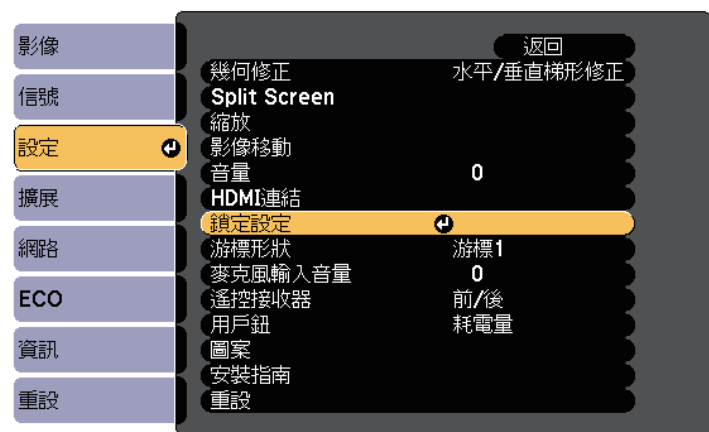 影像
信號
設定
擴展
網路
ECO
資訊
重設
返回
幾何修正 水平/垂直梯形修正
Split Screen
縮放
影像移動
音量 0
HDMI連結
鎖定設定
游標形狀 游標1
麥克風輸入音量 0
遙控接收器 前/後
用戶鈕 耗電量
圖案
安裝指南
重設